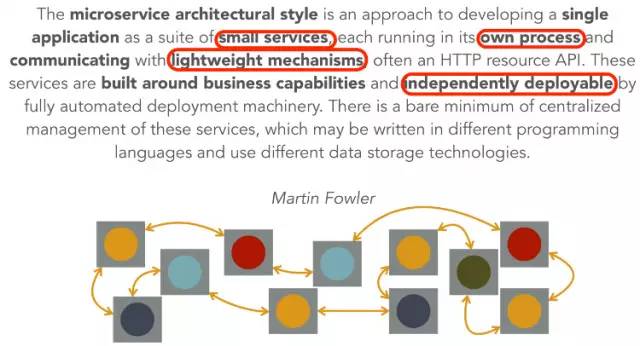 The microservice architectural style is an approach to developing a single
application as a suite of small services, each running in its own process and
communicating with lightweight mechanisms, often an HTTP resource API. These
services are built around business capabilities and independently deployable by
fully automated deployment machinery. There is a bare minimum of centralized
management of these services, which may be written in different programming
languages and use different data storage technologies.
Martin Fowler